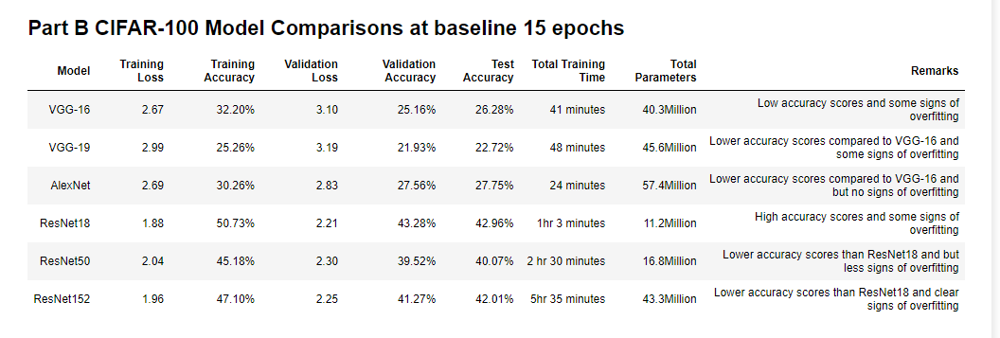 Part B CIFAR-100 Model Comparisons at baseline 15 epochs
Model Training Loss Training Accuracy Validation Loss Validation Accuracy Test Accuracy Total Training Time Total Parameters Remarks
VGG-16 2.67 32.20% 3.10 25.16% 26.28% 41 minutes 40.3Million Low accuracy scores and some signs of overfitting
VGG-19 2.99 25.26% 3.19 21.93% 22.72% 48 minutes 45.6Million Lower accuracy scores compared to VGG-16 and some signs of overfitting
AlexNet 2.69 30.26% 2.83 27.56% 27.75% 24 minutes 57.4Million Lower accuracy scores compared to VGG-16 and but no signs of overfitting
ResNet18 1.88 50.73% 2.21 43.28% 42.96% 1hr 3 minutes 11.2Million High accuracy scores and some signs of overfitting
ResNet50 2.04 45.18% 2.30 39.52% 40.07% 2 hr 30 minutes 16.8Million Lower accuracy scores than ResNet18 and but less signs of overfitting
ResNet152 1.96 47.10% 2.25 41.27% 42.01% 5hr 35 minutes 43.3Million Lower accuracy scores than ResNet18 and clear signs of overfitting